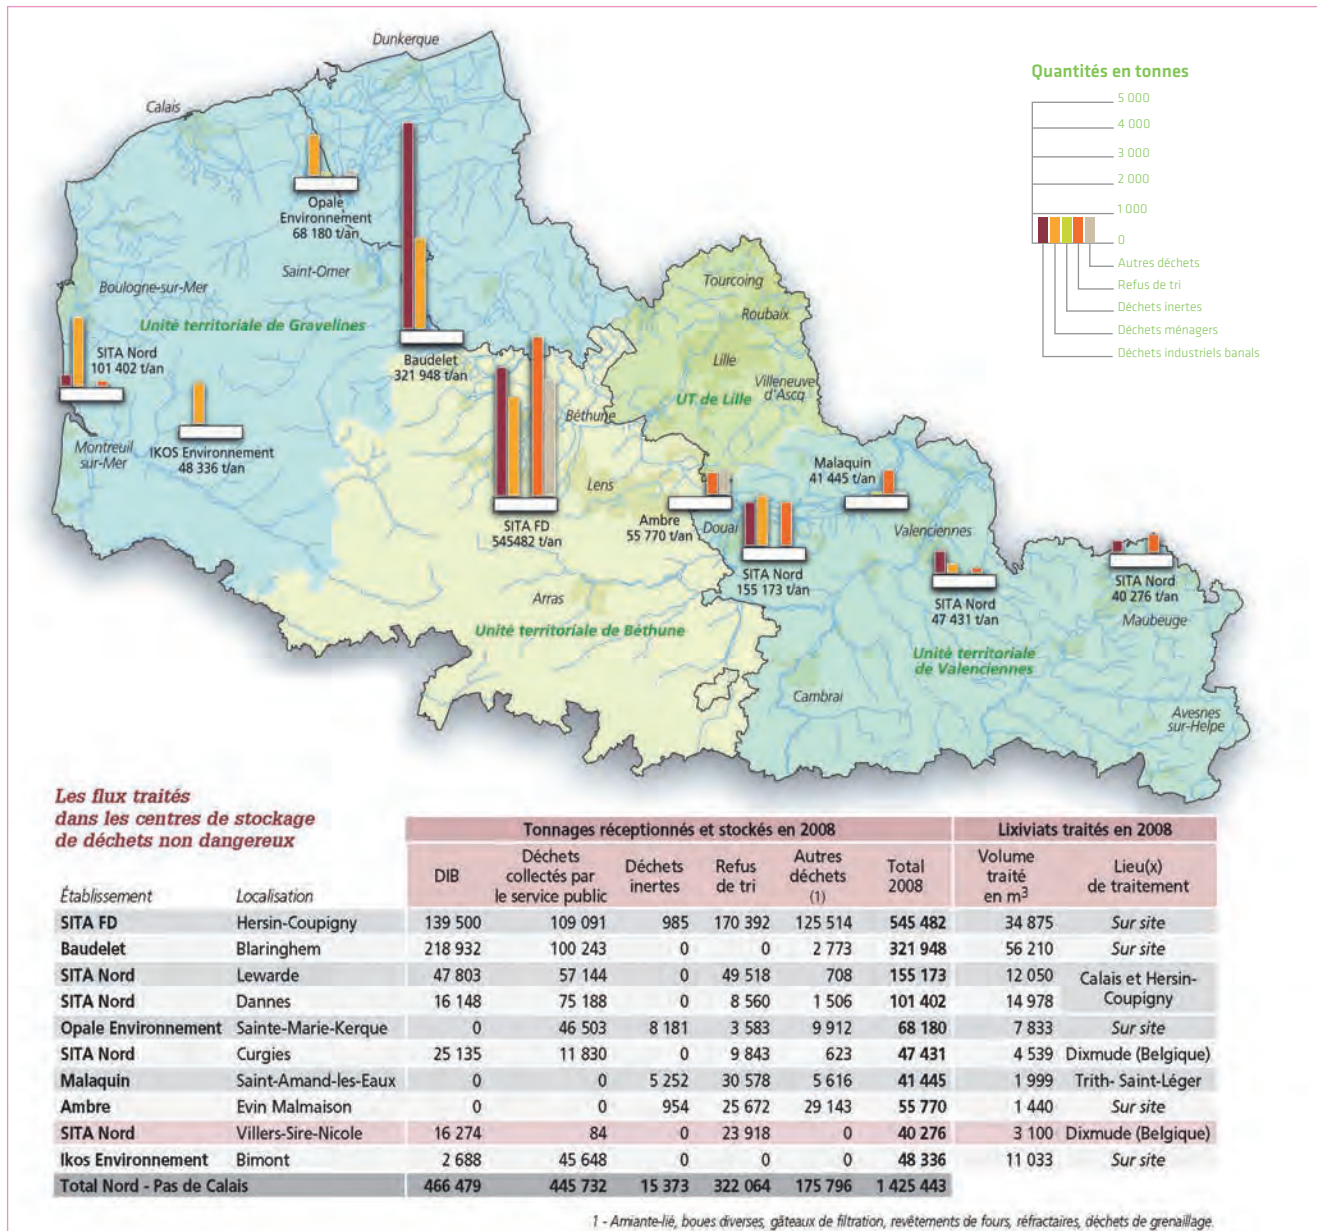 Dunkerque
Calais
Opale
Environnement
68 180 t/an
Saint-Omer
Boulogne-sur-Mer
Unité territoriale de Gravelines
SITA Nord
101 402 t/an
Baudelet
321 948 t/an
IKOS Environnement
48 336 t/an
Montreuil
sur-Mer
Tourcoing
Roubaix
Lille
Villeneuve
d'Ascq
UT de Lille
Béthune
Lens
SITA FD
545482 t/an
Ambre
55 770 t/an
Douai
Malaquin
41 445 t/an
Valenciennes
SITA Nord
155 173 t/an
SITA Nord
47 431 t/an
SITA Nord
40 276 t/an
Maubeuge
Arras
Unité territoriale de Béthune
Unité territoriale
de Valenciennes
Cambrai
Avesnes
sur-Helpe
Quantités en tonnes
5 000
4 000
3 000
2 000
1 000
0
Autres déchets
Refus de tri
Déchets inertes
Déchets ménagers
Déchets industriels banals
Les flux traités
dans les centres de stockage
de déchets non dangereux
Tonnages réceptionnés et stockés en 2008 Lixiviats traités en 2008
Établissement Localisation DIB Déchets collectés par le service public Déchets inertes Refus de tri Autres déchets (1) Total 2008 Volume traité en m3 Lieu(x) de traitement
SITA FD Hersin-Coupigny 139 500 109 091 985 170 392 125 514 545 482 34 875 Sur site
Baudelet Blaringhem 218 932 100 243 0 0 2 773 321 948 56 210 Sur site
SITA Nord Lewarde 47 803 57 144 0 49 518 708 155 173 12 050 Calais et Hersin-Coupigny
SITA Nord Dannes 16 148 75 188 0 8 560 1 506 101 402 14 978
Opale Environnement Sainte-Marie-Kerque 0 46 503 8 181 3 583 9 912 68 180 7 833 Sur site
SITA Nord Curgies 25 135 11 830 0 9 843 623 47 431 4 539 Dixmude (Belgique)
Malaquin Saint-Amand-les-Eaux 0 0 5 252 30 578 5 616 41 445 1 999 Trith- Saint-Léger
Ambre Evin Malmaison 0 0 954 25 672 29 143 55 770 1 440 Sur site
SITA Nord Villers-Sire-Nicole 16 274 84 0 23 918 0 40 276 3 100 Dixmude (Belgique)
Ikos Environnement Bimont 2 688 45 648 0 0 0 48 336 11 033 Sur site
Total Nord - Pas de Calais 466 479 445 732 15 373 322 064 175 796 1 425 443
1 - Amiante-lié, boues diverses, gâteaux de filtration, revêtements de fours, réfractaires, déchets de grenaillage.